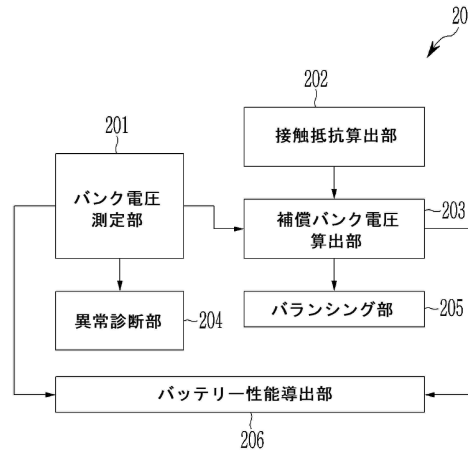 20
202
接触抵抗算出部
201
バンク電圧
測定部
203
補償バンク電圧
算出部
異常診断部
204
バランシング部
205
バッテリー性能導出部
206